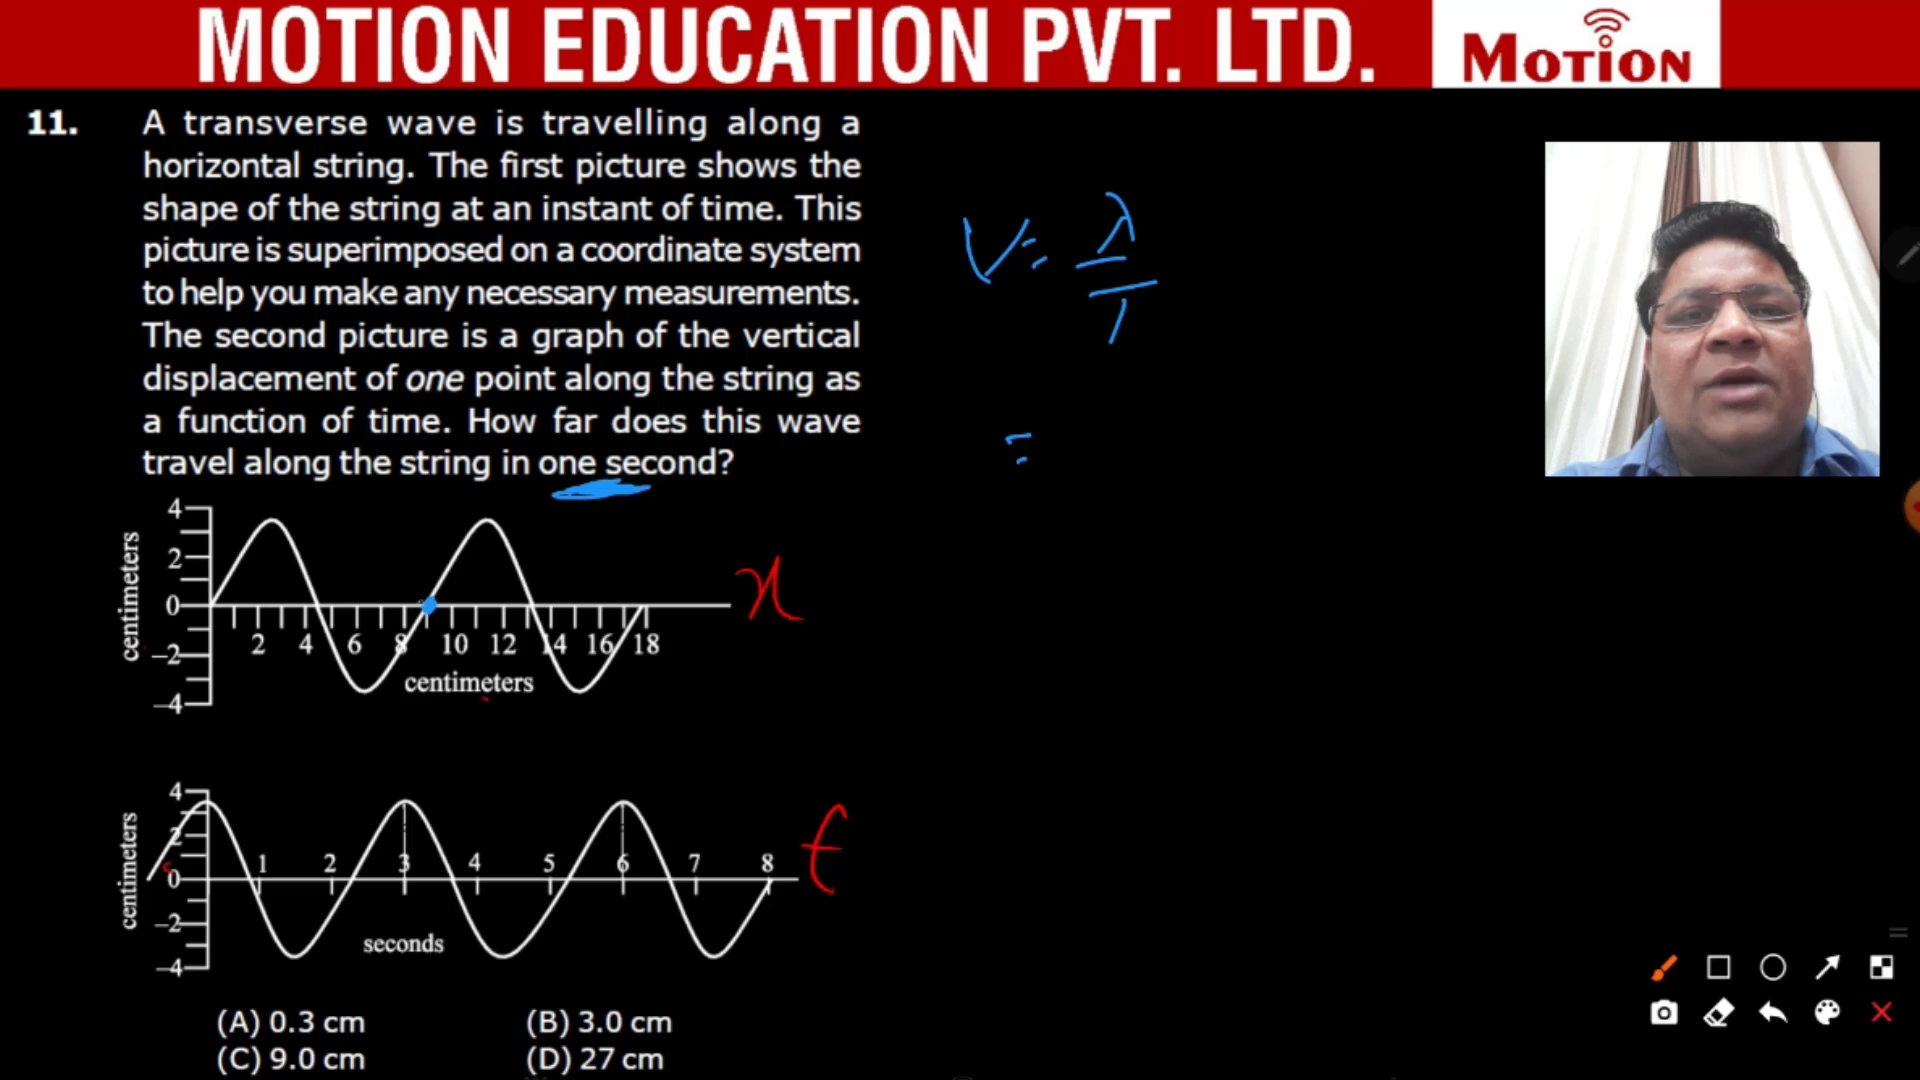 MOTION EDUCATION PVT. LTD.
MOTION
11. A transverse wave is travelling along a
horizontal string. The first picture shows the
shape of the string at an instant of time. This
picture is superimposed on a coordinate system
to help you make any necessary measurements.
The second picture is a graph of the vertical
displacement of one point along the string as
a function of time. How far does this wave
travel along the string in one second?
V = λ
T
=
4
2
0
-2
-4
centimeters
2 4 6 8 10 12 14 16 18
centimeters
x
4
2
0
-2
-4
centimeters
1 2 3 4 5 6 7 8
seconds
t
(A) 0.3 cm (B) 3.0 cm
(C) 9.0 cm (D) 27 cm